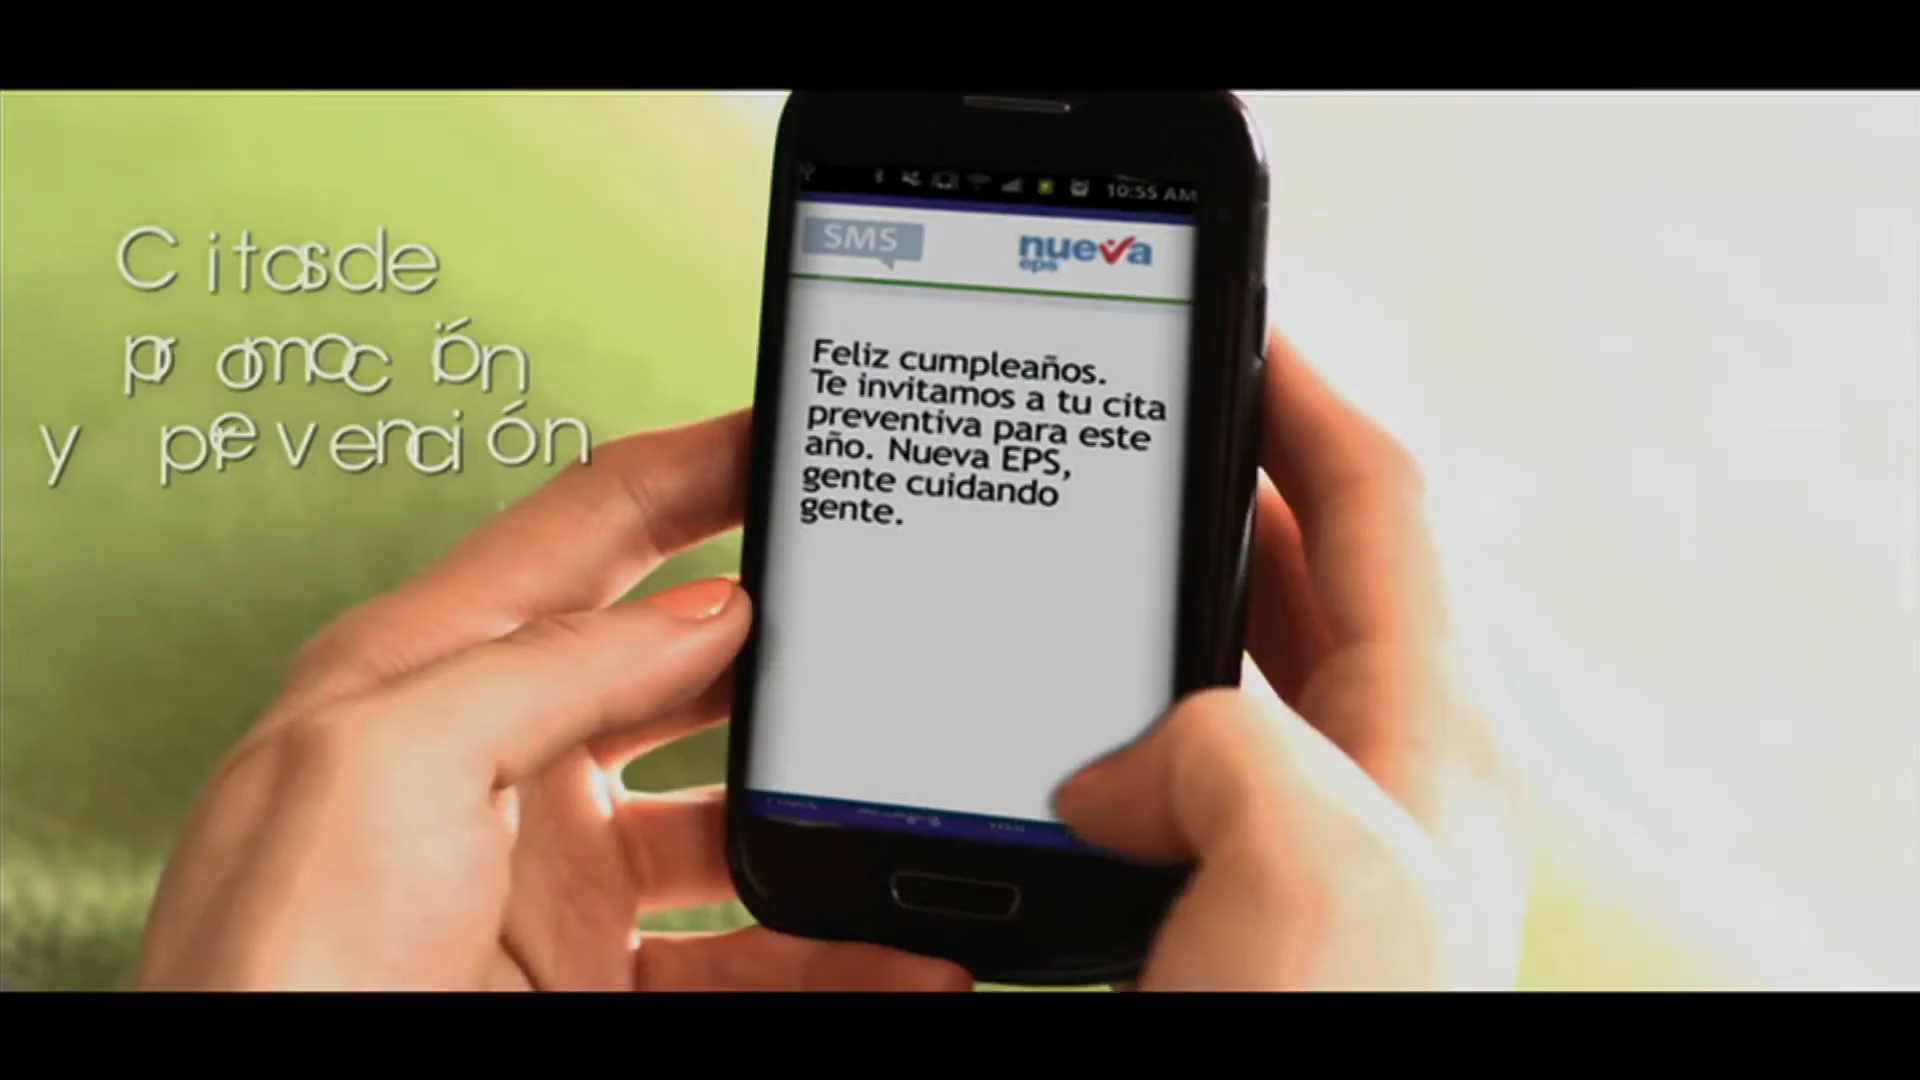 Citas de
promoción
y prevención
10:55 AM
SMS
nueva
eps
Feliz cumpleaños.
Te invitamos a tu cita
preventiva para este
año. Nueva EPS,
gente cuidando
gente.